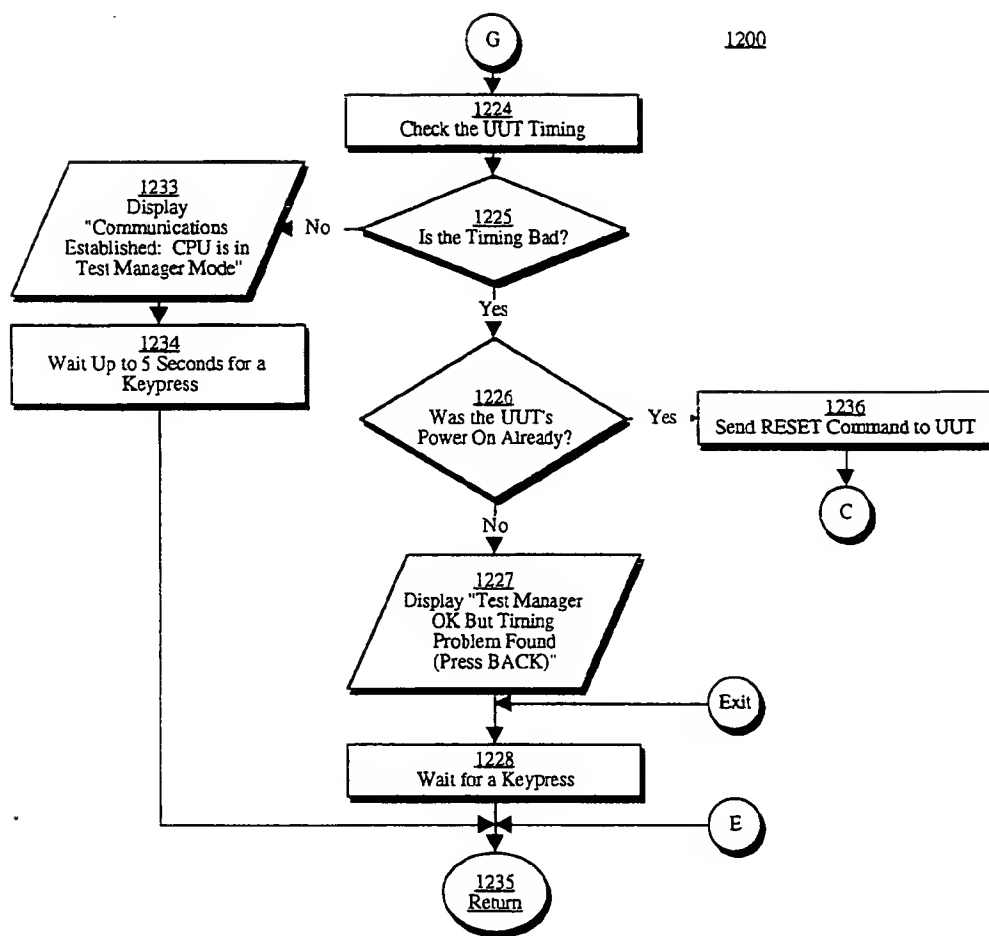 G
1200
1224
Check the UUT Timing
1233
Display
"Communications
Established: CPU is in
Test Manager Mode"
No
1225
Is the Timing Bad?
Yes
1234
Wait Up to 5 Seconds for a
Keypress
1226
Was the UUT's
Power On Already?
Yes
1236
Send RESET Command to UUT
C
No
1227
Display "Test Manager
OK But Timing
Problem Found
(Press BACK)"
Exit
1228
Wait for a Keypress
E
1235
Return